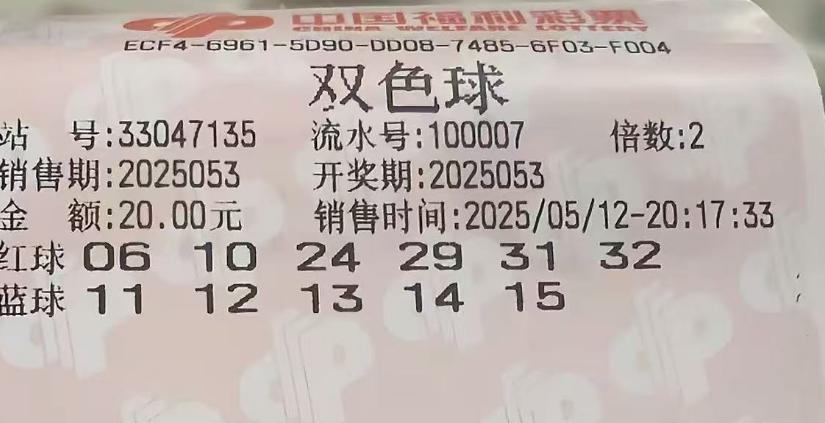 中国福利彩票
CHINA WELFARE LOTTERY
ECF4-6961-5D90-DD08-7485-6F03-F004
双色球
站 号:33047135 流水号:100007 倍数:2
销售期:2025053 开奖期:2025053
金 额:20.00元 销售时间:2025/05/12-20:17:33
红球 06 10 24 29 31 32
蓝球 11 12 13 14 15